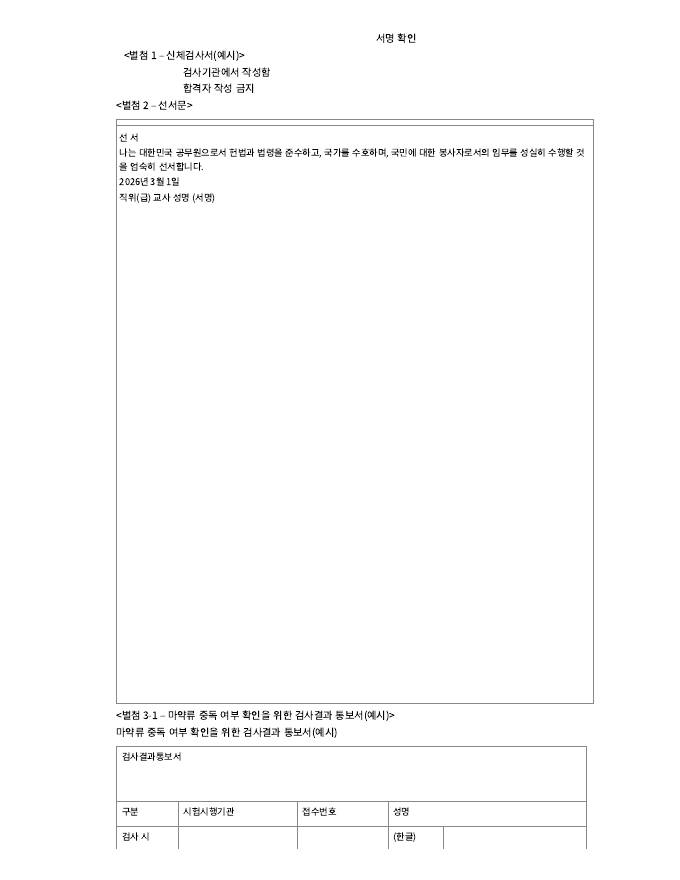 서명 확인
<별첨 1 – 신체검사서(예시)>
검사기관에서 작성함
합격자 작성 금지
<별첨 2 – 선서문>
선 서
나는 대한민국 공무원으로서 헌법과 법령을 준수하고, 국가를 수호하며, 국민에 대한 봉사자로서의 임무를 성실히 수행할 것
을 엄숙히 선서합니다.
2026년 3월 1일
직위(급) 교사 성명 (서명)
<별첨 3-1 – 마약류 중독 여부 확인을 위한 검사결과 통보서(예시)>
마약류 중독 여부 확인을 위한 검사결과 통보서(예시)
검사결과통보서
구분 시험시행기관 접수번호 성명
검사 시 (한글)